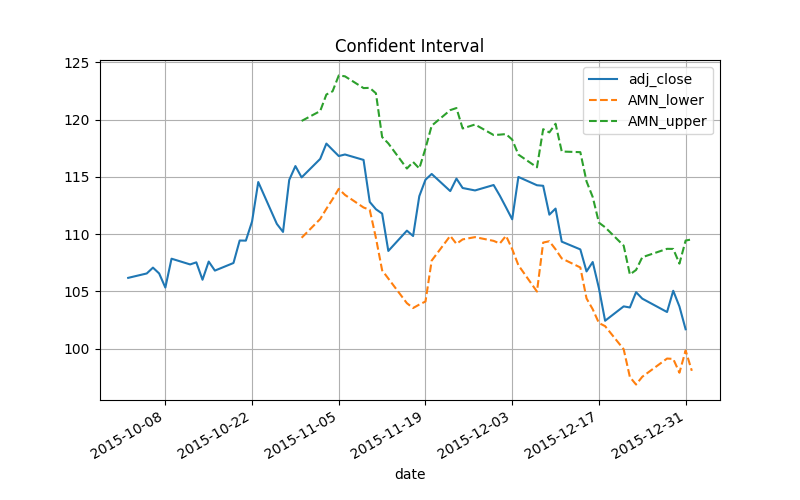 Confident Interval
125
120
115
110
105
100
adj_close
AMN_lower
AMN_upper
2015-10-08
2015-10-22
2015-11-05
2015-11-19
2015-12-03
2015-12-17
2015-12-31
date